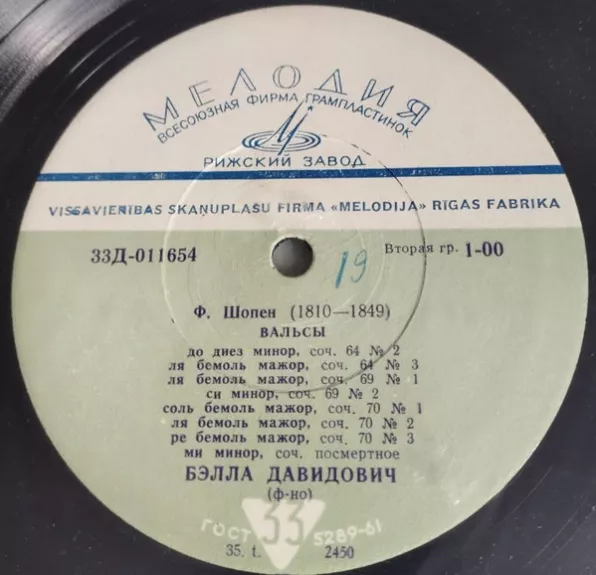 МЕЛОДИЯ
ВСЕСОЮЗНАЯ ФИРМА ГРАМПЛАСТИНОК
РИЖСКИЙ ЗАВОД
VISSAVIENĪBAS SKAŅUPLAŠU FIRMA «MELODIJA» RĪGAS FABRIKA
33Д-011654
Вторая гр. 1-00
19
Ф. Шопен (1810—1849)
ВАЛЬСЫ
до диез минор, соч. 64 № 2
ля бемоль мажор, соч. 64 № 3
ля бемоль мажор, соч. 69 № 1
си минор, соч. 69 № 2
соль бемоль мажор, соч. 70 № 1
ля бемоль мажор, соч. 70 № 2
ре бемоль мажор, соч. 70 № 3
ми минор, соч. посмертное
БЭЛЛА ДАВИДОВИЧ
(ф-но)
ГОСТ 33 5289-61
35. t. 2450